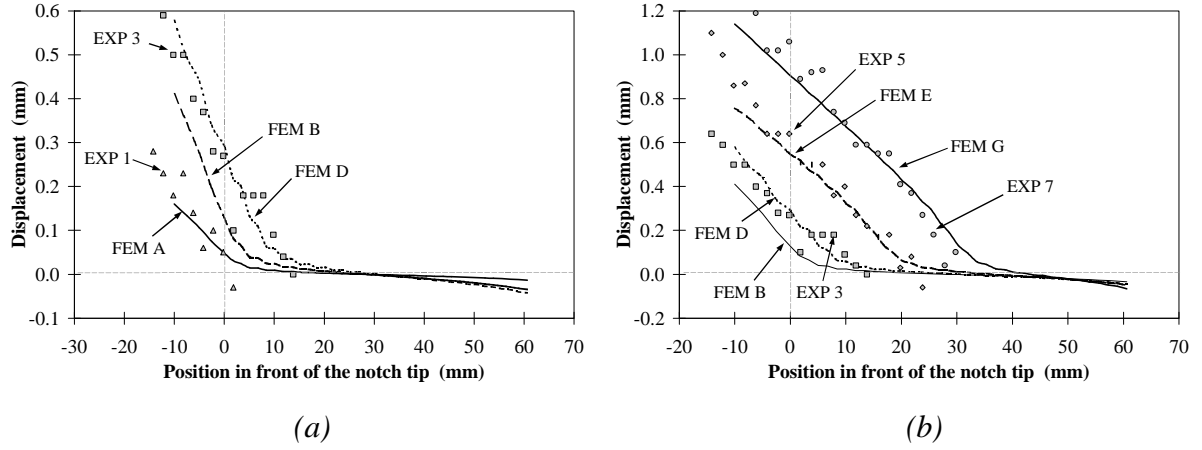 0.6
0.5
0.4
0.3
0.2
0.1
0.0
-0.1
Displacement (mm)
EXP 3
FEM B
EXP 1
FEM D
FEM A
-30 -20 -10 0 10 20 30 40 50 60 70
Position in front of the notch tip (mm)
(a)
1.2
1.0
0.8
0.6
0.4
0.2
0.0
-0.2
Displacement (mm)
EXP 5
FEM E
FEM G
EXP 7
FEM D
FEM B
EXP 3
-20 -10 0 10 20 30 40 50 60 70
Position in front of the notch tip (mm)
(b)